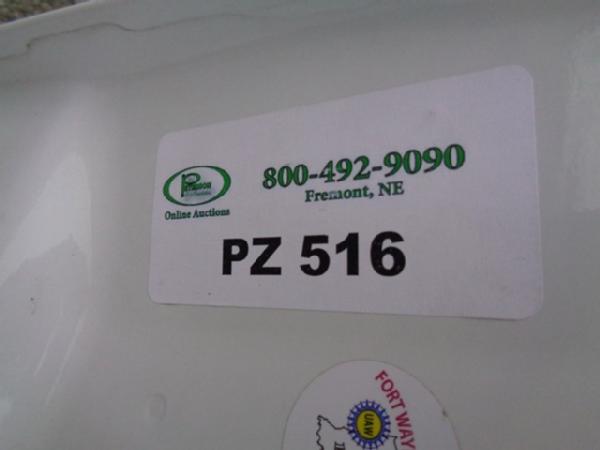 800-492-9090
Fremont, NE
Online Auctions
PZ 516
FORT WAY
UAW